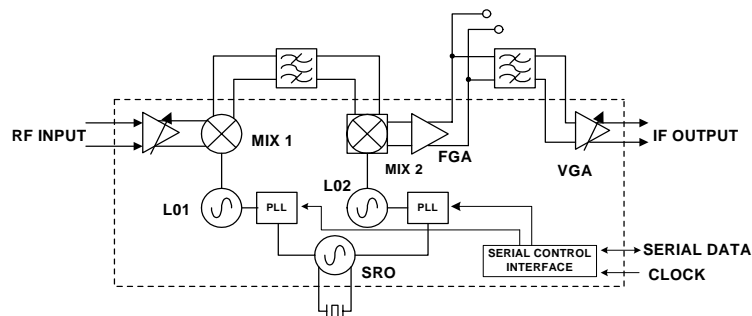 RF INPUT
MIX 1
MIX 2
FGA
VGA
IF OUTPUT
L01
PLL
L02
PLL
SRO
SERIAL CONTROL
INTERFACE
SERIAL DATA
CLOCK